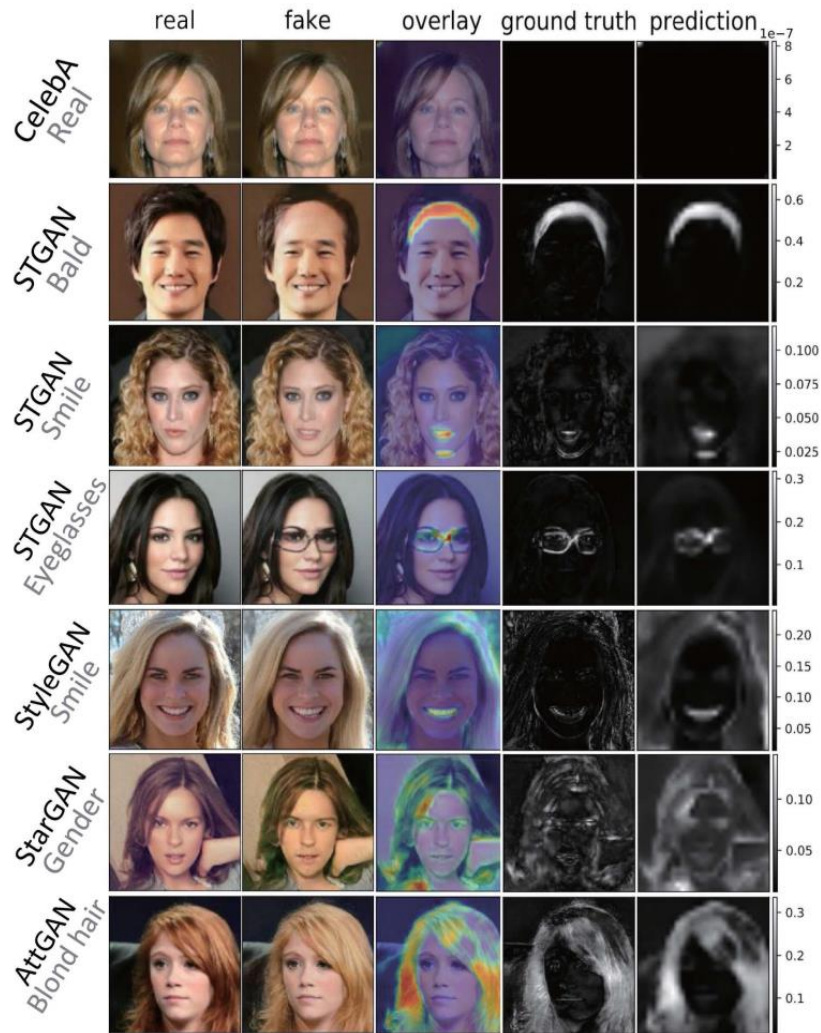 real fake overlay ground truth prediction
1e−7
CelebA
Real
8
6
4
2
STGAN
Bald
0.6
0.4
0.2
STGAN
Smile
0.100
0.075
0.050
0.025
STGAN
Eyeglasses
0.3
0.2
0.1
StyleGAN
Smile
0.20
0.15
0.10
0.05
StarGAN
Gender
0.10
0.05
AttGAN
Blond hair
0.3
0.2
0.1